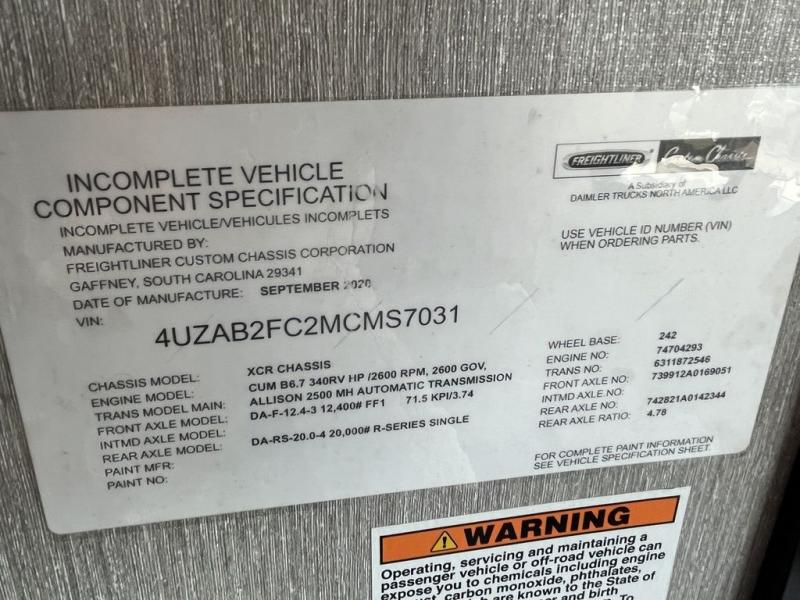 FREIGHTLINER Custom Chassis
A Subsidiary of
DAIMLER TRUCKS NORTH AMERICA LLC
INCOMPLETE VEHICLE
COMPONENT SPECIFICATION
INCOMPLETE VEHICLE/VEHICULES INCOMPLETS
MANUFACTURED BY:
FREIGHTLINER CUSTOM CHASSIS CORPORATION
GAFFNEY, SOUTH CAROLINA 29341
DATE OF MANUFACTURE: SEPTEMBER 2020
USE VEHICLE ID NUMBER (VIN)
WHEN ORDERING PARTS.
VIN:
4UZAB2FC2MCMS7031
CHASSIS MODEL: XCR CHASSIS
ENGINE MODEL: CUM B6.7 340RV HP /2600 RPM, 2600 GOV,
TRANS MODEL MAIN: ALLISON 2500 MH AUTOMATIC TRANSMISSION
FRONT AXLE MODEL: DA-F-12.4-3 12,400# FF1 71.5 KPI/3.74
INTMD AXLE MODEL:
REAR AXLE MODEL: DA-RS-20.0-4 20,000# R-SERIES SINGLE
PAINT MFR:
PAINT NO:
WHEEL BASE: 242
ENGINE NO: 74704293
TRANS NO: 6311872546
FRONT AXLE NO: 739912A0169051
INTMD AXLE.NO:
REAR AXLE NO: 742821A0142344
REAR AXLE RATIO: 4.78
FOR COMPLETE PAINT INFORMATION
SEE VEHICLE SPECIFICATION SHEET.
WARNING
Operating, servicing and maintaining a
passenger vehicle or off-road vehicle can
expose you to chemicals including engine
carbon monoxide, phthalates,
are known to the State of
and birth
To